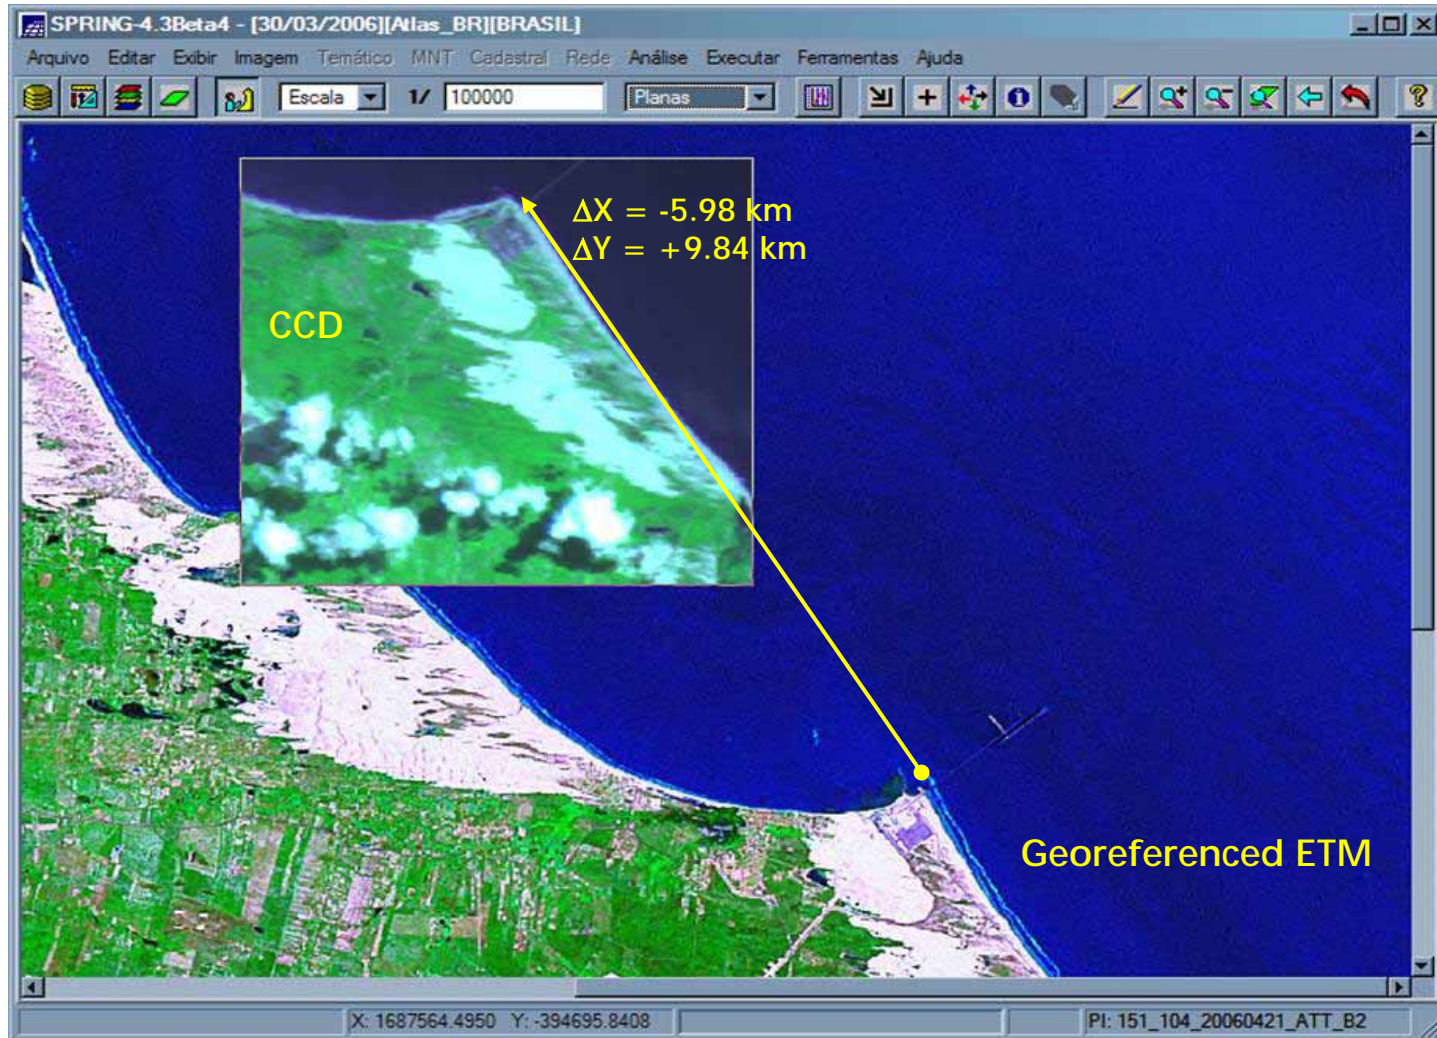 SPRING-4.3Beta4 - [30/03/2006][Atlas_BR][BRASIL]
Arquivo Editar Exibir Imagem Temático MNT Cadastral Rede Análise Executar Ferramentas Ajuda
Escala 1/ 100000 Planas
ΔX = -5.98 km
ΔY = +9.84 km
CCD
Georeferenced ETM
X: 1687564.4950 Y: -394695.8408 PI: 151_104_20060421_ATT_B2